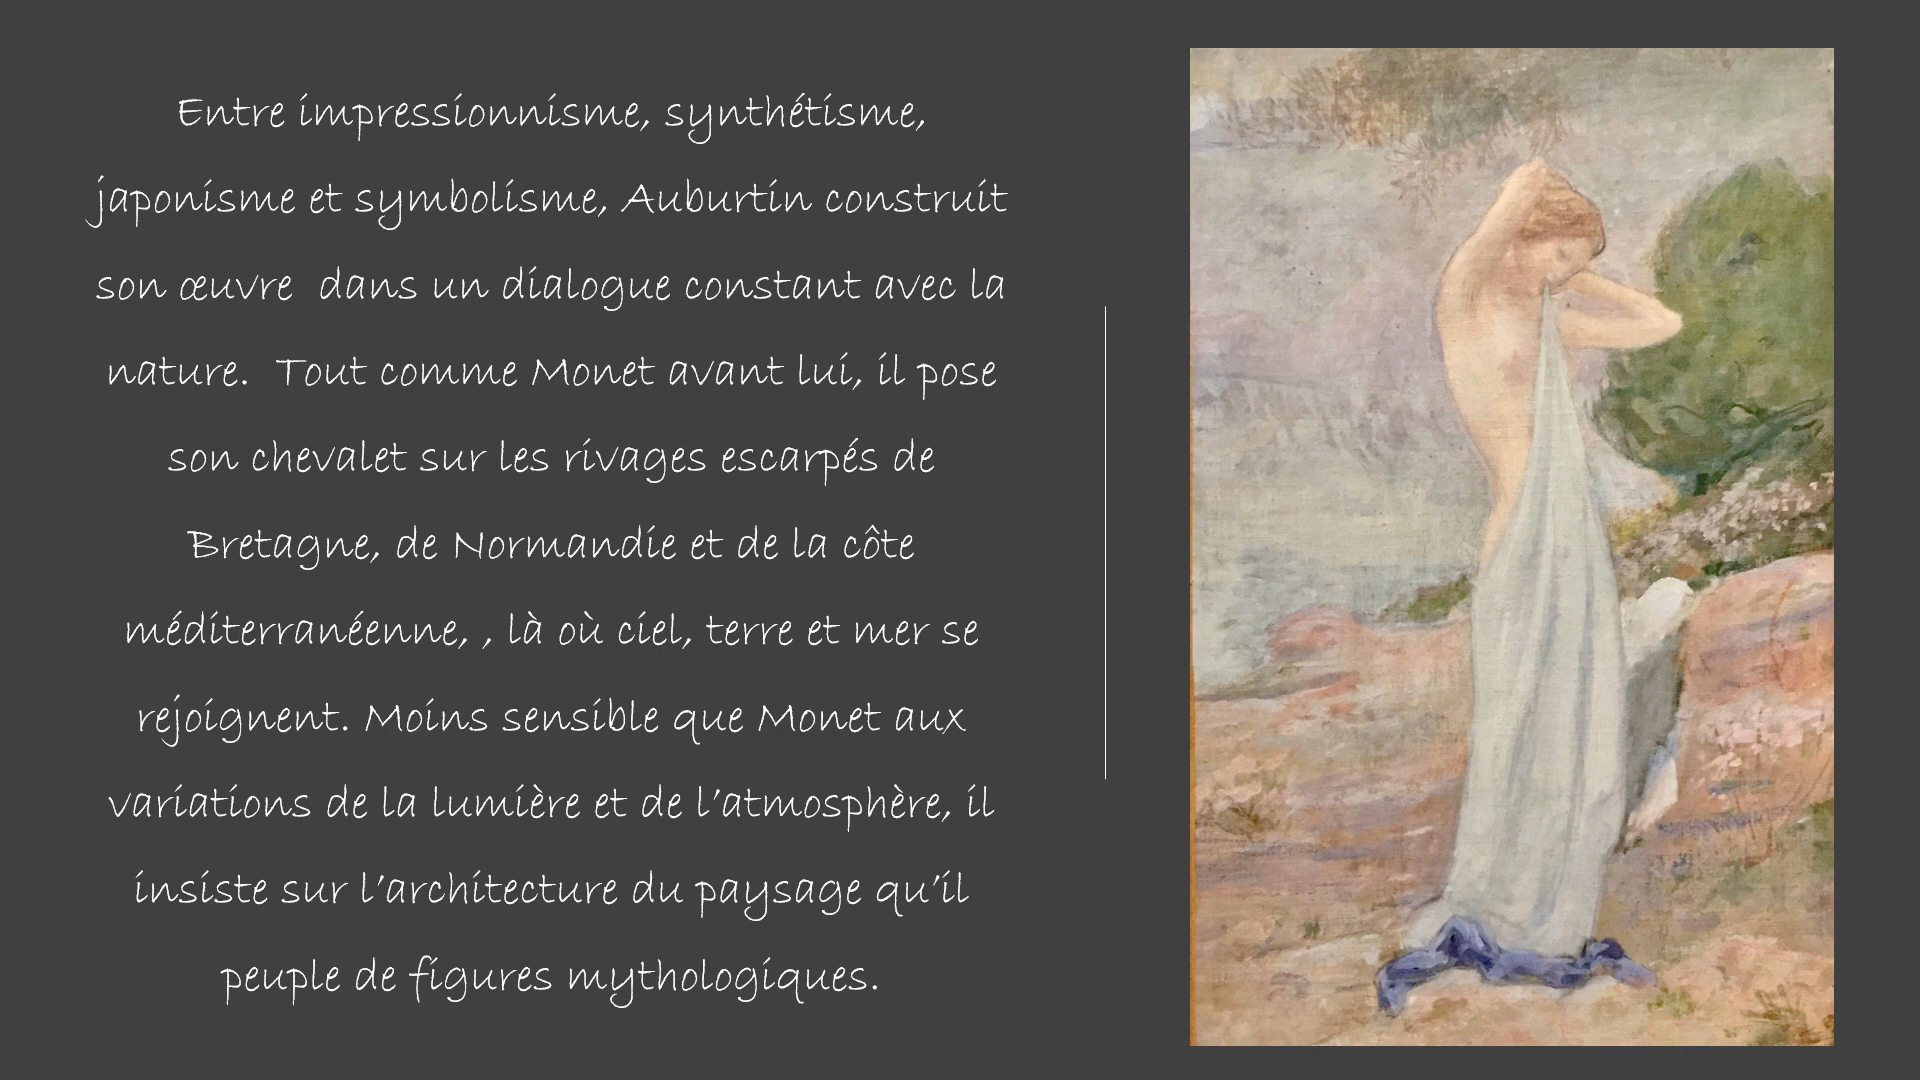 Entre impressionnisme, synthétisme,
japonisme et symbolisme, Auburtin construit
son œuvre  dans un dialogue constant avec la
nature.  Tout comme Monet avant lui, il pose
son chevalet sur les rivages escarpés de
Bretagne, de Normandie et de la côte
méditerranéenne, , là où ciel, terre et mer se
rejoignent. Moins sensible que Monet aux
variations de la lumière et de l’atmosphère, il
insiste sur l’architecture du paysage qu’il
peuple de figures mythologiques.